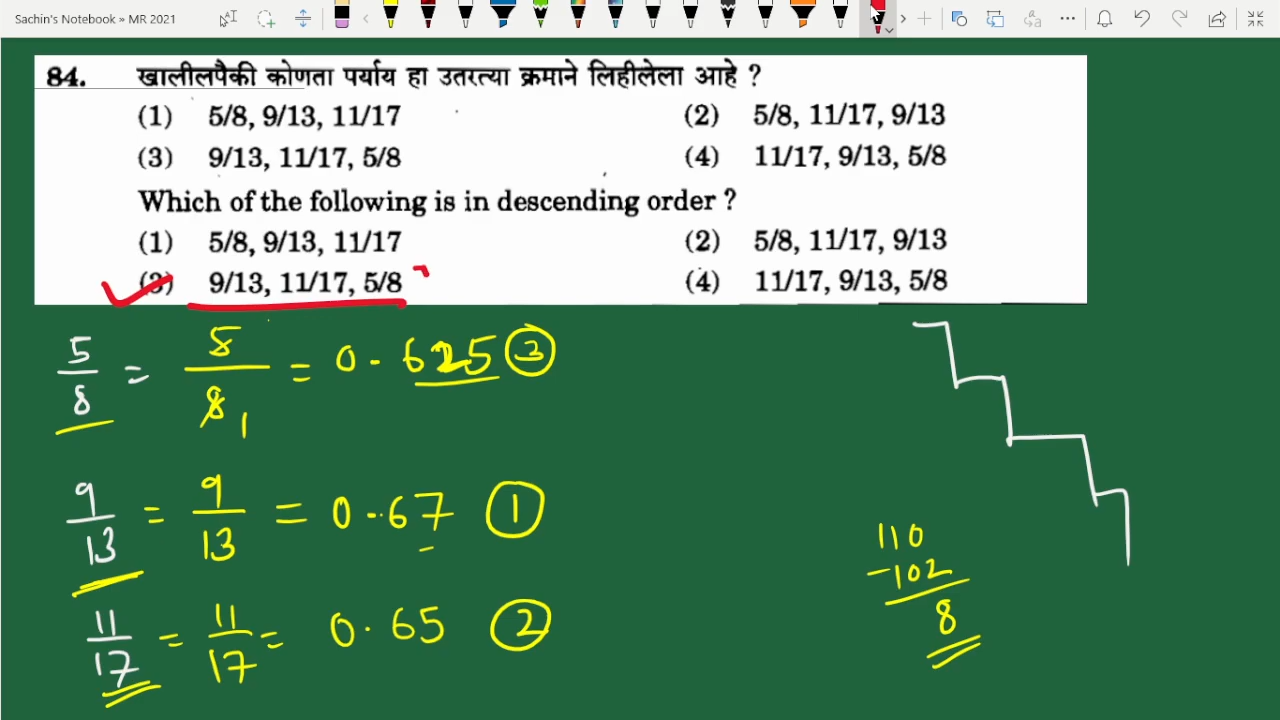 Sachin's Notebook » MR 2021
84. खालीलपैकी कोणता पर्याय हा उतरत्या क्रमाने लिहीलेला आहे ?
(1) 5/8, 9/13, 11/17 (2) 5/8, 11/17, 9/13
(3) 9/13, 11/17, 5/8 (4) 11/17, 9/13, 5/8
Which of the following is in descending order ?
(1) 5/8, 9/13, 11/17 (2) 5/8, 11/17, 9/13
(3) 9/13, 11/17, 5/8 (4) 11/17, 9/13, 5/8
5/8 = 5/8 1 = 0.625 3
9/13 = 9/13 = 0.67 1
11/17 = 11/17 = 0.65 2
110
-102
8